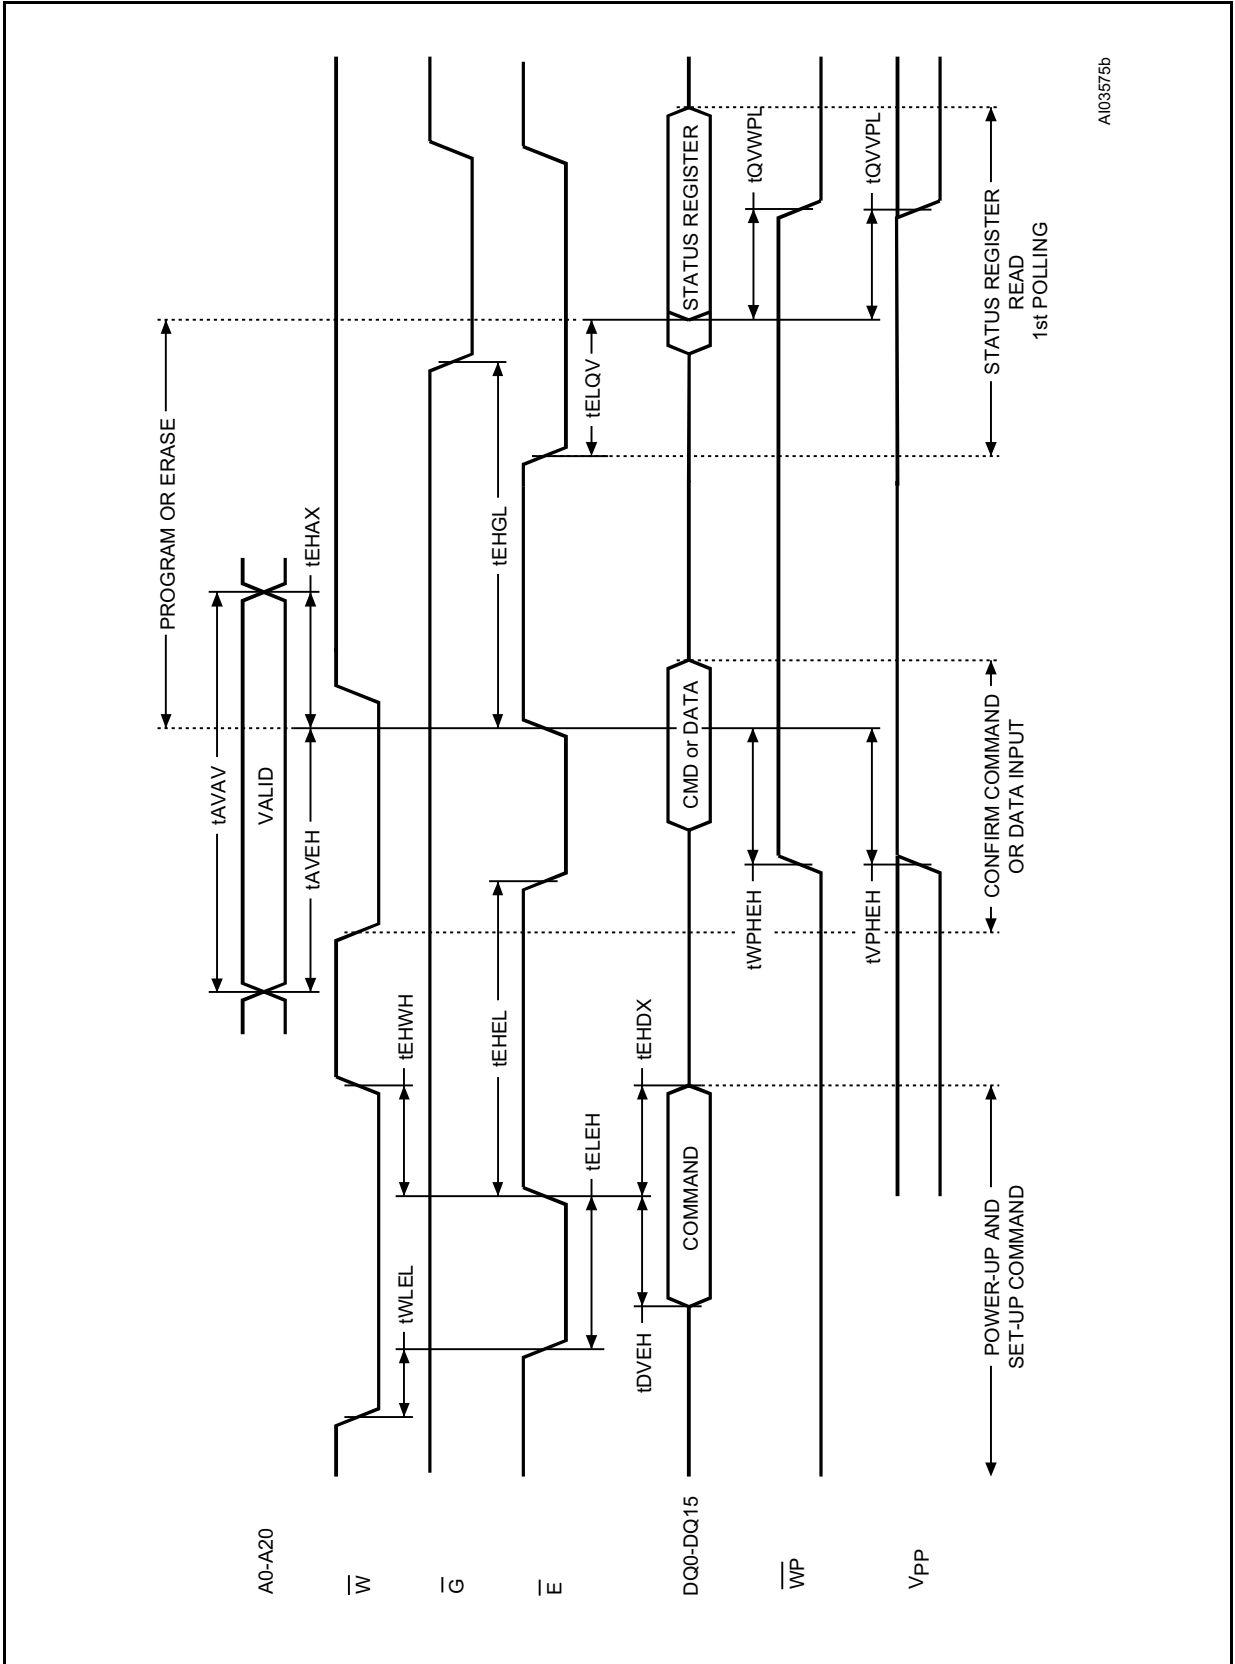 PROGRAM OR ERASE
A0-A20
tAVAV
VALID
tAVEH
tEHAX
W
tWLEL
tEHWH
G
tEHEL
tEHGL
E
tELEH
tELQV
tDVEH
tEHDX
DQ0-DQ15
COMMAND
CMD or DATA
STATUS REGISTER
WP
tWPHEH
tQVWPL
VPP
tVPHEH
tQVVPL
POWER-UP AND
SET-UP COMMAND
CONFIRM COMMAND
OR DATA INPUT
STATUS REGISTER
READ
1st POLLING
AI03575b